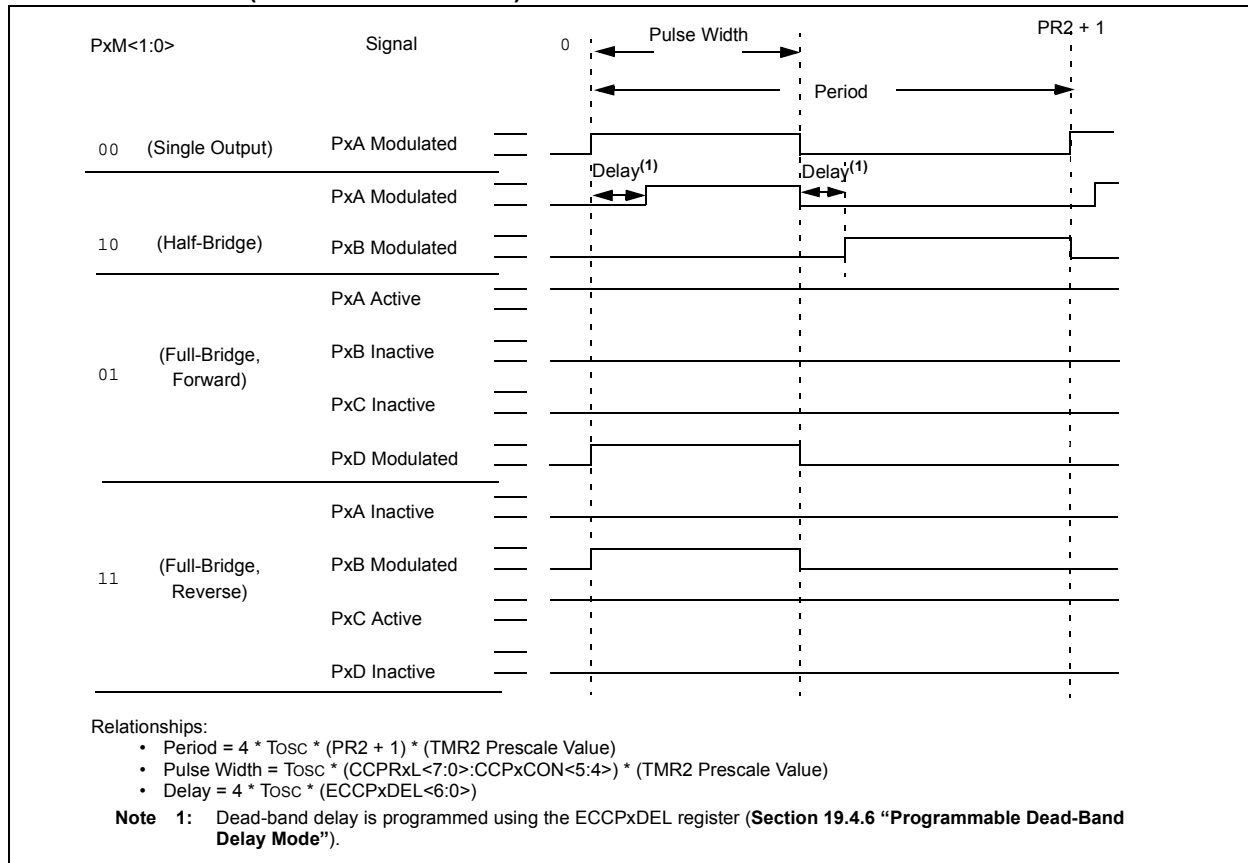 PxM<1:0> Signal 0 Pulse Width PR2 + 1
Period
00 (Single Output) PxA Modulated
Delay(1) Delay(1)
PxA Modulated
10 (Half-Bridge) PxB Modulated
PxA Active
PxB Inactive
01 (Full-Bridge,
Forward)
PxC Inactive
PxD Modulated
PxA Inactive
PxB Modulated
11 (Full-Bridge,
Reverse)
PxC Active
PxD Inactive
Relationships:
• Period = 4 * TOSC * (PR2 + 1) * (TMR2 Prescale Value)
• Pulse Width = TOSC * (CCPRxL<7:0>:CCPxCON<5:4>) * (TMR2 Prescale Value)
• Delay = 4 * TOSC * (ECCPxDEL<6:0>)
Note 1: Dead-band delay is programmed using the ECCPxDEL register (Section 19.4.6 “Programmable Dead-Band
Delay Mode”).